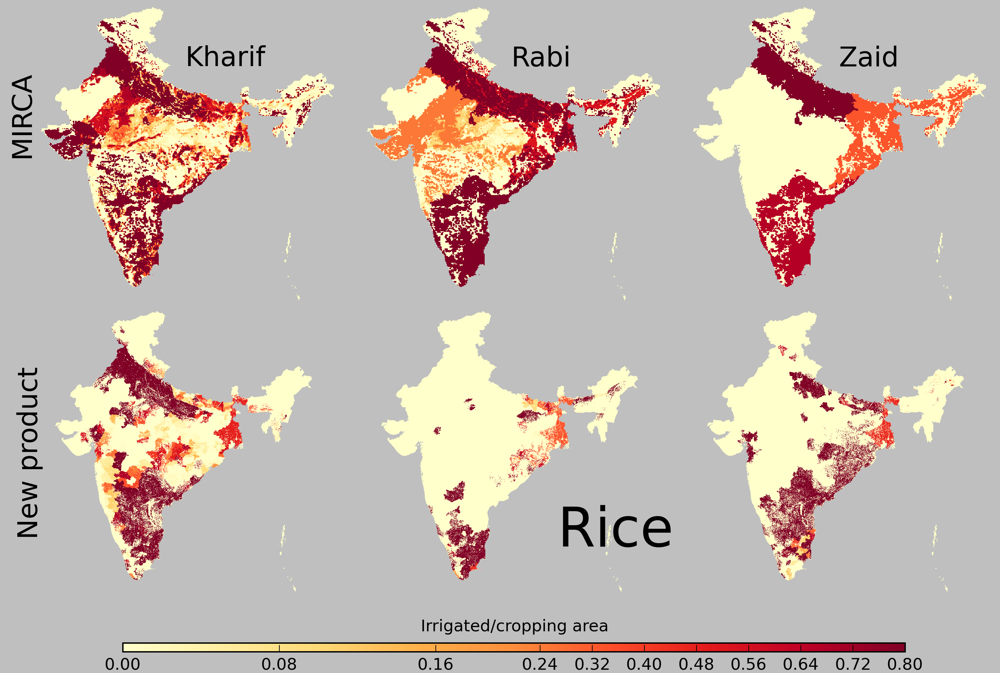 Kharif
Rabi
Zaid
MIRCA
New product
Rice
Irrigated/cropping area
0.00 0.08 0.16 0.24 0.32 0.40 0.48 0.56 0.64 0.72 0.80